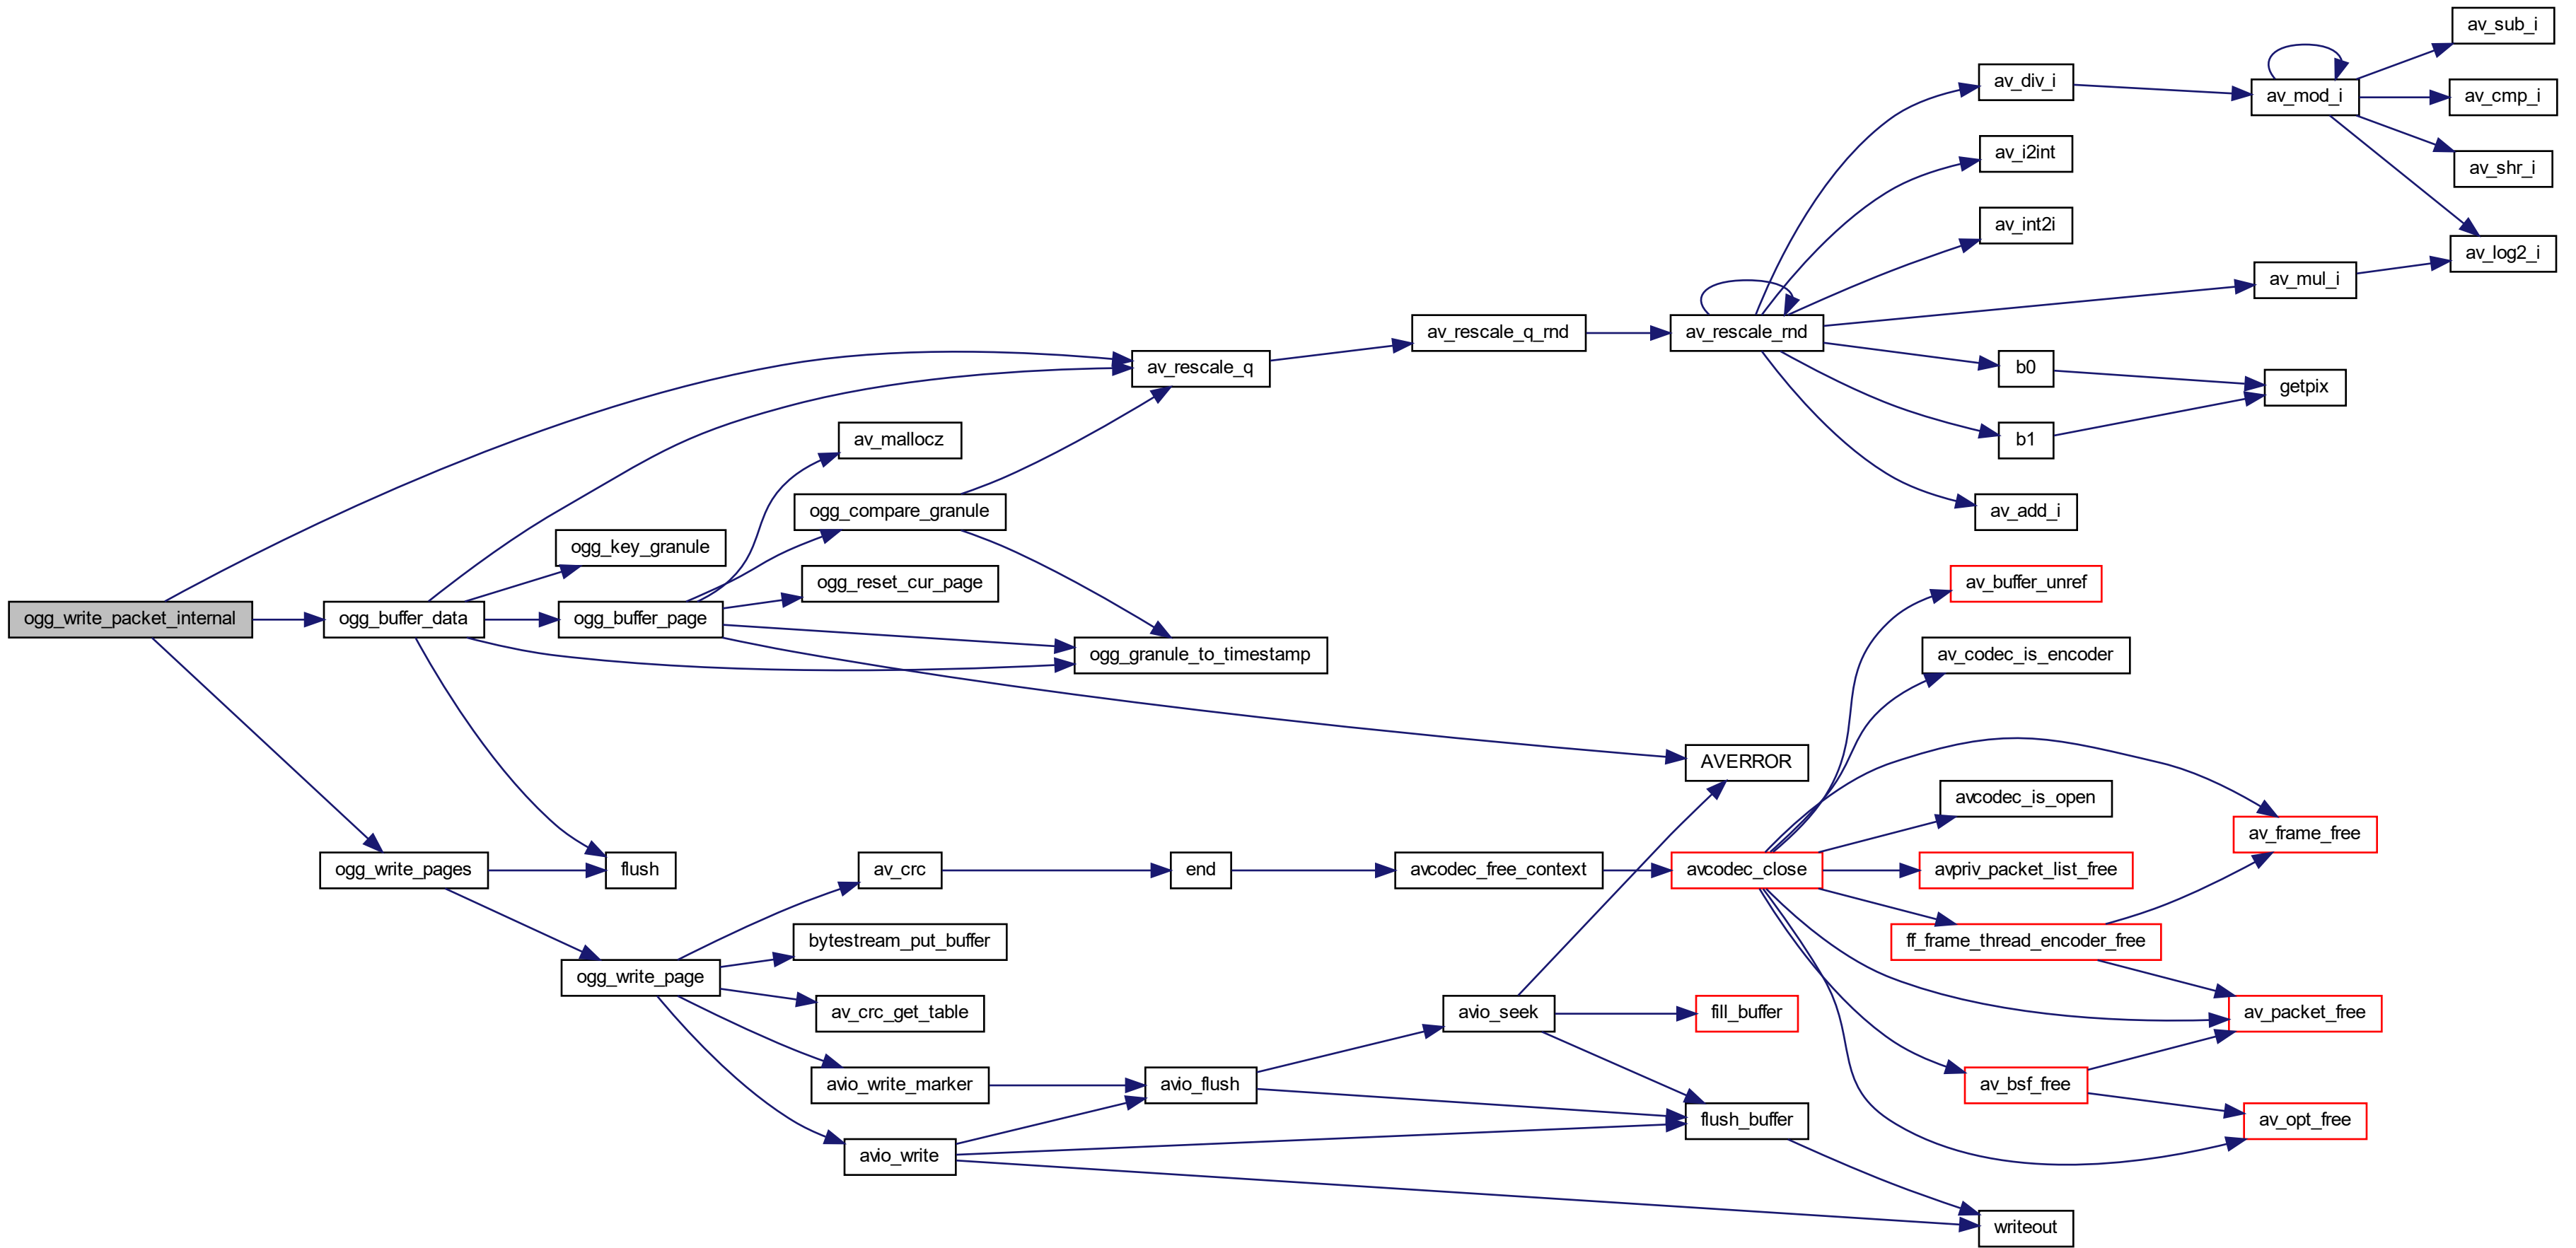 av_sub_i
av_div_i
av_mod_i
av_cmp_i
av_i2int
av_shr_i
av_int2i
av_log2_i
av_mul_i
av_rescale_q_rnd
av_rescale_rnd
av_rescale_q
b0
getpix
av_mallocz
b1
ogg_compare_granule
av_add_i
ogg_key_granule
ogg_reset_cur_page
av_buffer_unref
ogg_write_packet_internal
ogg_buffer_data
ogg_buffer_page
ogg_granule_to_timestamp
av_codec_is_encoder
AVERROR
avcodec_is_open
av_frame_free
ogg_write_pages
flush
av_crc
end
avcodec_free_context
avcodec_close
avpriv_packet_list_free
bytestream_put_buffer
ff_frame_thread_encoder_free
ogg_write_page
av_crc_get_table
avio_seek
fill_buffer
av_packet_free
avio_write_marker
avio_flush
av_bsf_free
flush_buffer
av_opt_free
avio_write
writeout